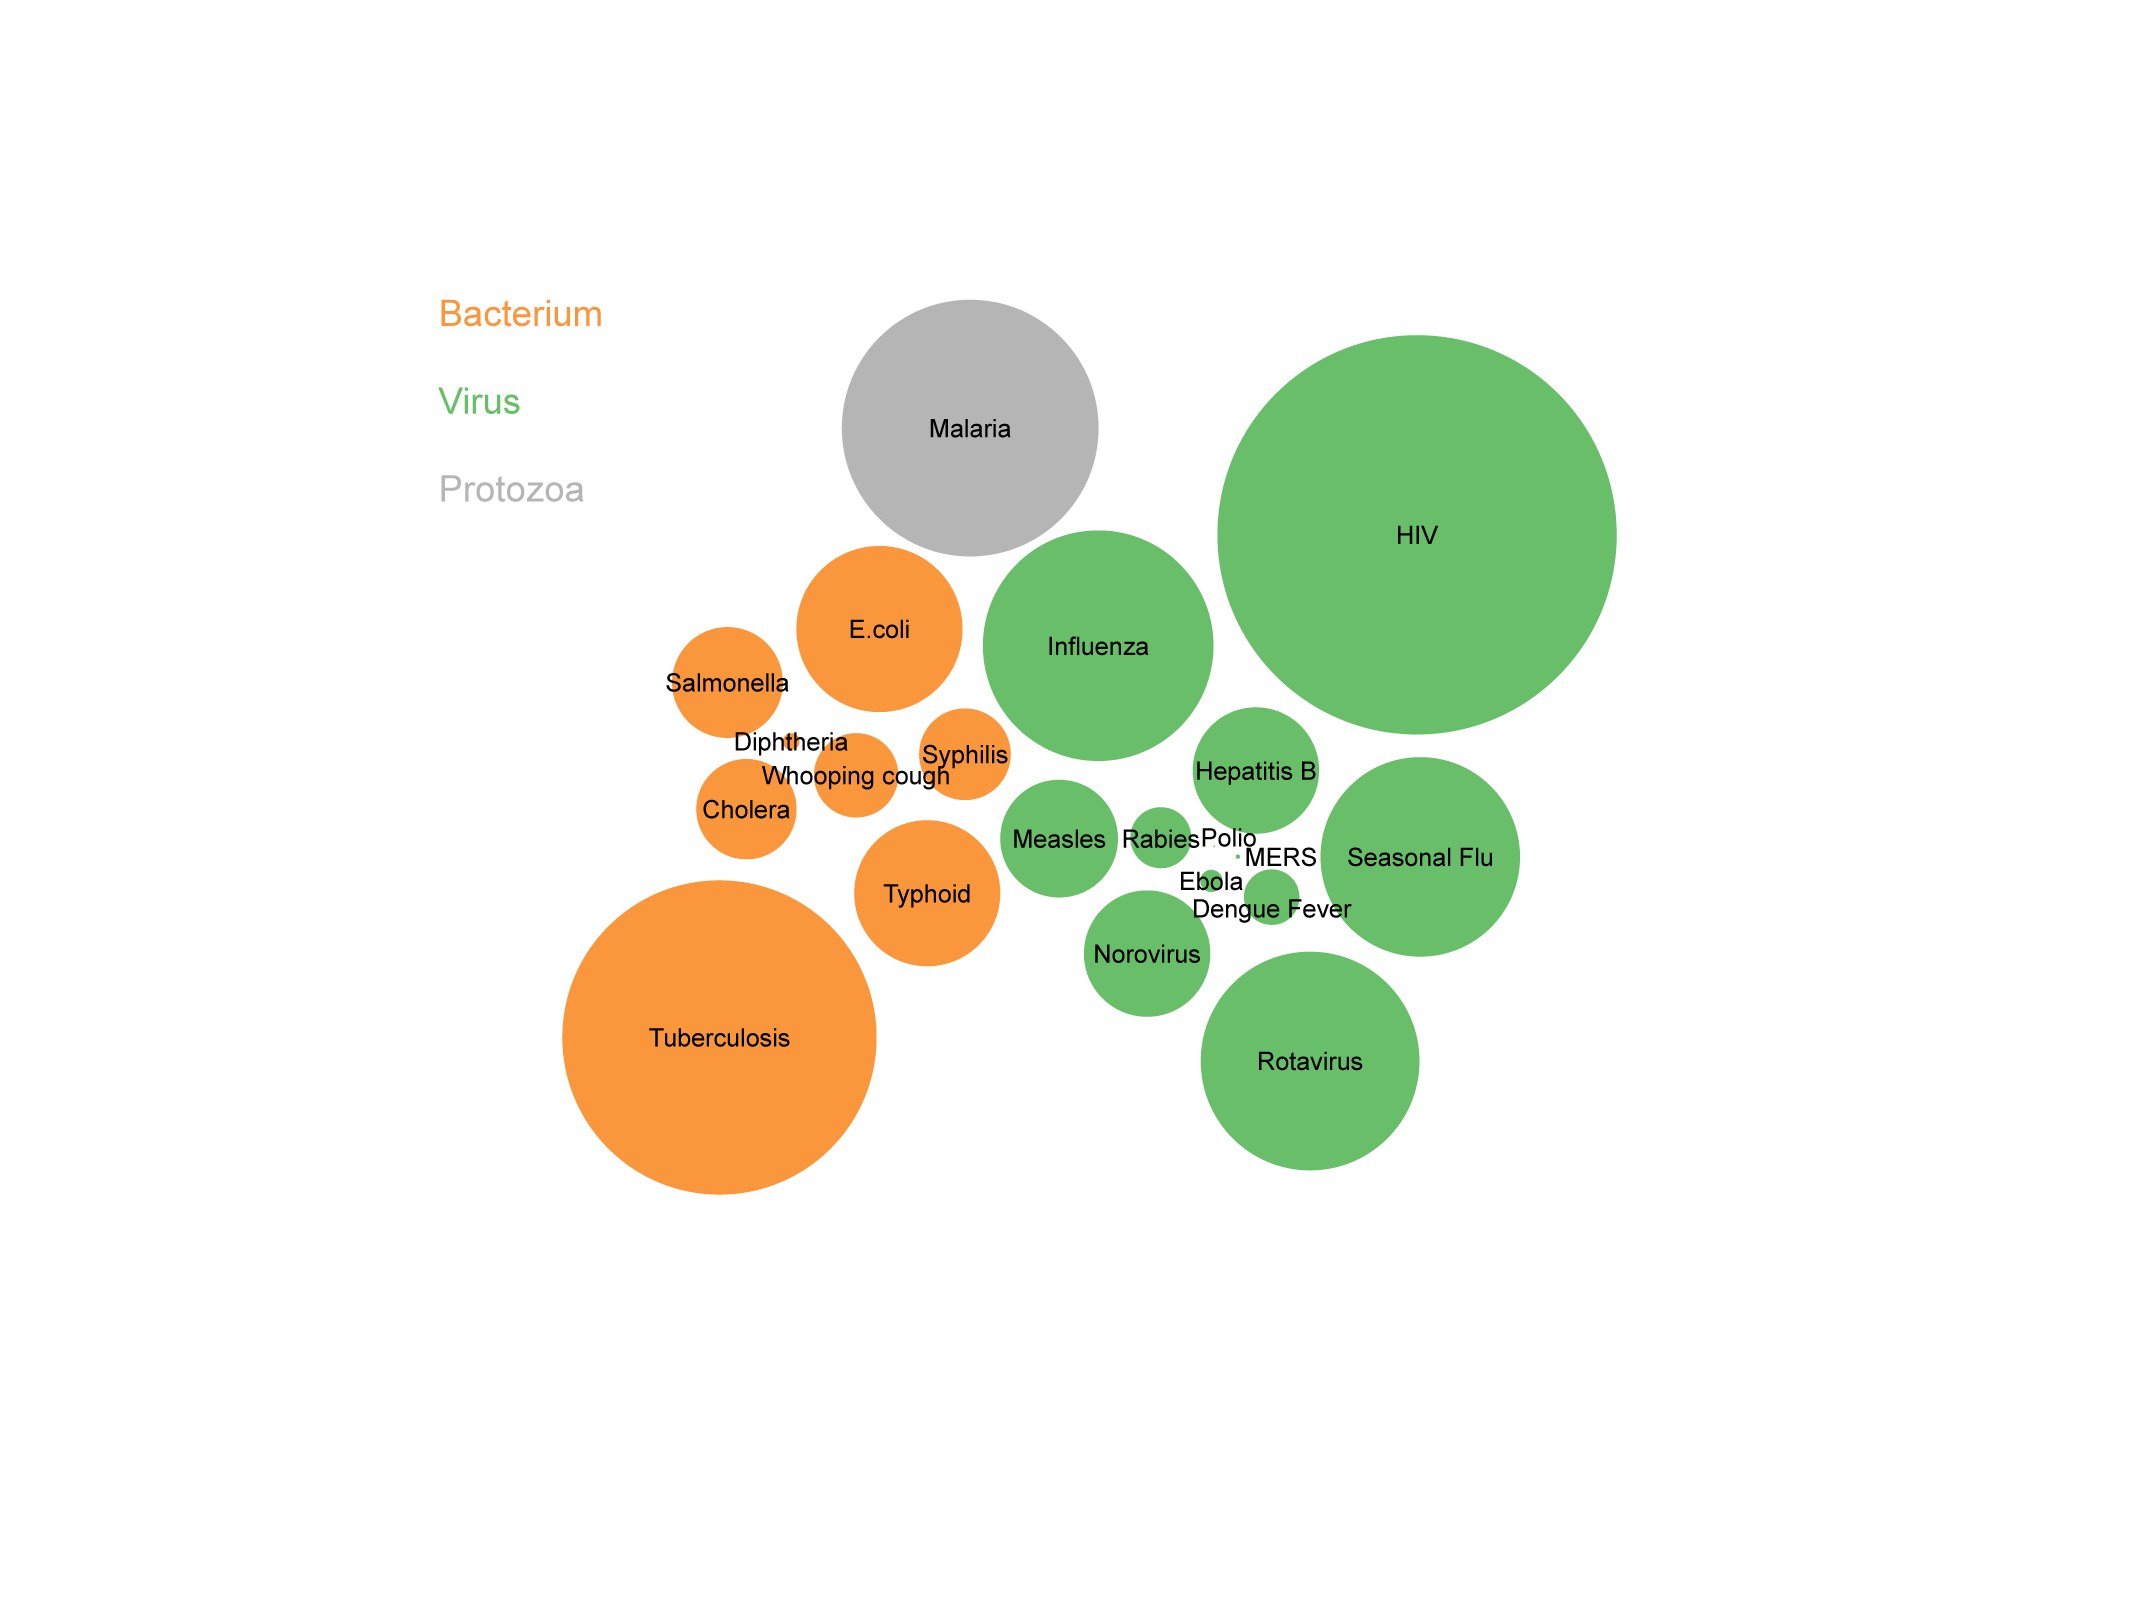 Bacterium
Virus
Protozoa
Malaria
HIV
E.coli
Influenza
Salmonella
Diphtheria
Syphilis
Whooping cough
Hepatitis B
Cholera
Measles
Rabies
Polio
MERS
Seasonal Flu
Ebola
Typhoid
Dengue Fever
Norovirus
Tuberculosis
Rotavirus